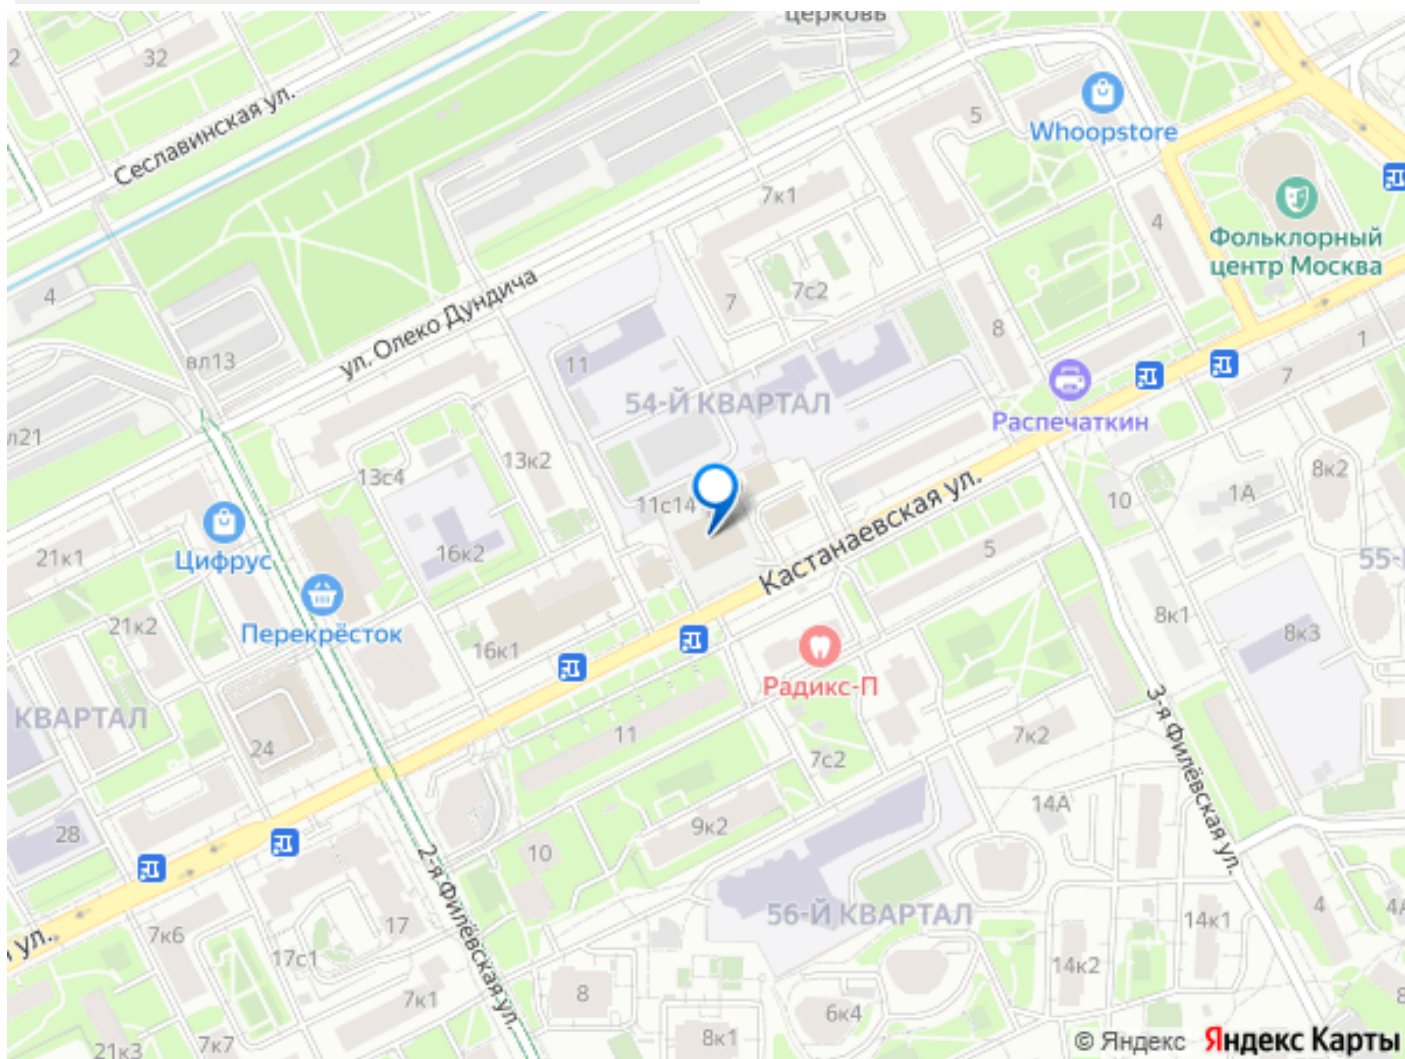 церковь
2
32
Сеславинская ул.
5
Whoopstore
7к1
4
Фольклорный
центр Москва
4
ул. Олеко Дундича
7
7с2
8
вл13
11
1
7
54-Й КВАРТАЛ
Распечаткин
л21
13с4
13к2
8к2
11с14
1А
10
Кастанаевская ул.
21к1
Цифрус
16к2
5
55-
Перекрёсток
21к2
16к1
8к1
8к3
Радикс-П
КВАРТАЛ
24
11
7с2
7к2
3-я Филёвская ул.
14А
28
9к2
10
2-я Филёвская ул.
17
56-Й КВАРТАЛ
14к1
4
4А
ул.
7к6
17с1
14к2
7к1
8
6к4
8
21к3
7к7
8к1
© Яндекс Яндекс Карты